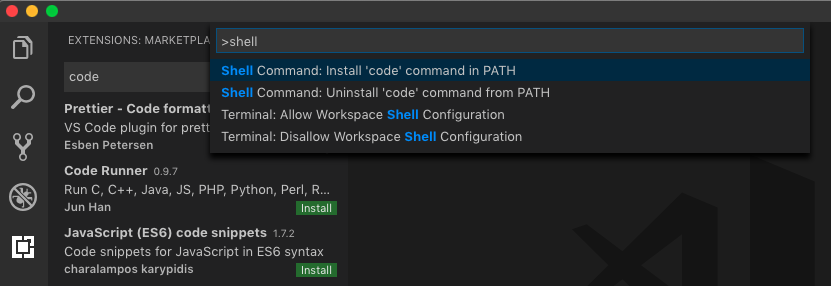 EXTENSIONS: MARKETPLA
>shell
Shell Command: Install 'code' command in PATH
Shell Command: Uninstall 'code' command from PATH
Terminal: Allow Workspace Shell Configuration
Terminal: Disallow Workspace Shell Configuration
code
Prettier - Code formatt
VS Code plugin for prett
Esben Petersen
Code Runner 0.9.7
Run C, C++, Java, JS, PHP, Python, Perl, R...
Jun Han Install
JavaScript (ES6) code snippets 1.7.2
Code snippets for JavaScript in ES6 syntax
charalampos karypidis Install